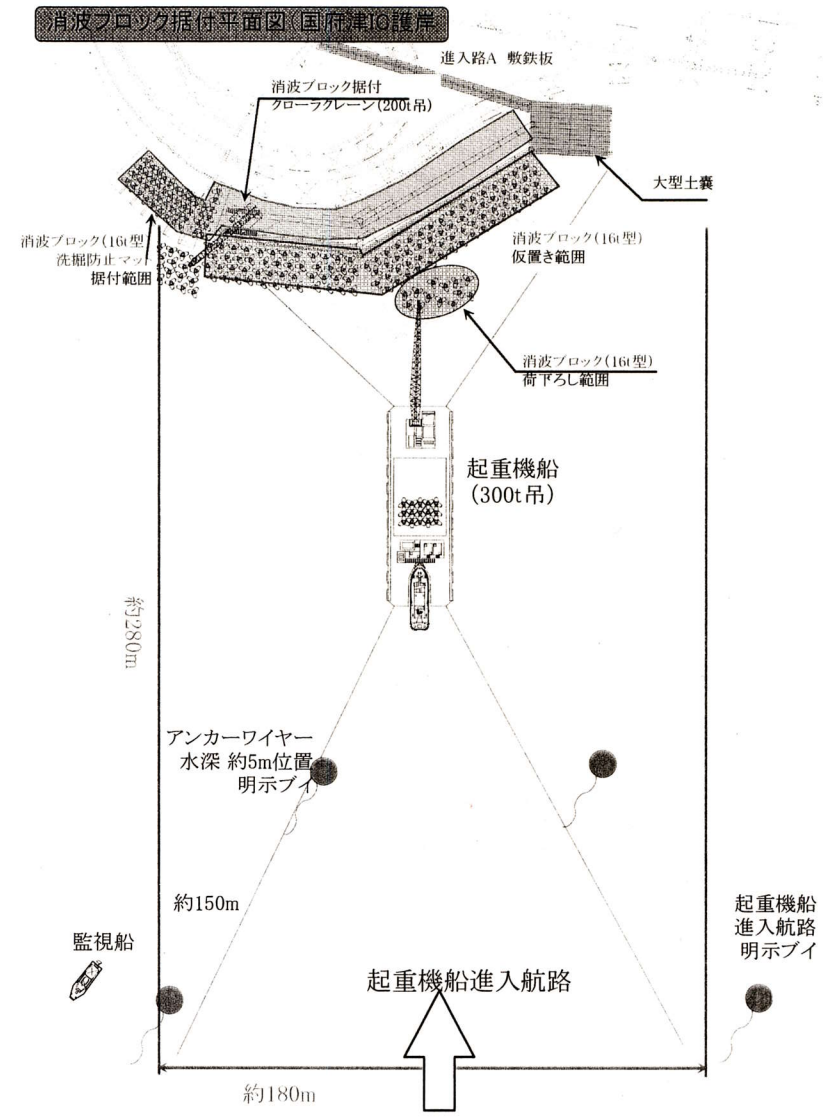 消波ブロック据付平面図(国府津IC護岸
進入路A 敷鉄板
消波ブロック据付
クローラクレーン(200t吊)
大型土嚢
消波ブロック(16t型
洗掘防止マット
据付範囲
消波ブロック(16t型)
仮置き範囲
消波ブロック(16t型)
荷下ろし範囲
起重機船
(300t吊)
約280m
アンカーワイヤー
水深 約5m位置
明示ブイ
約150m
監視船
起重機船
進入航路
明示ブイ
起重機船進入航路
約180m